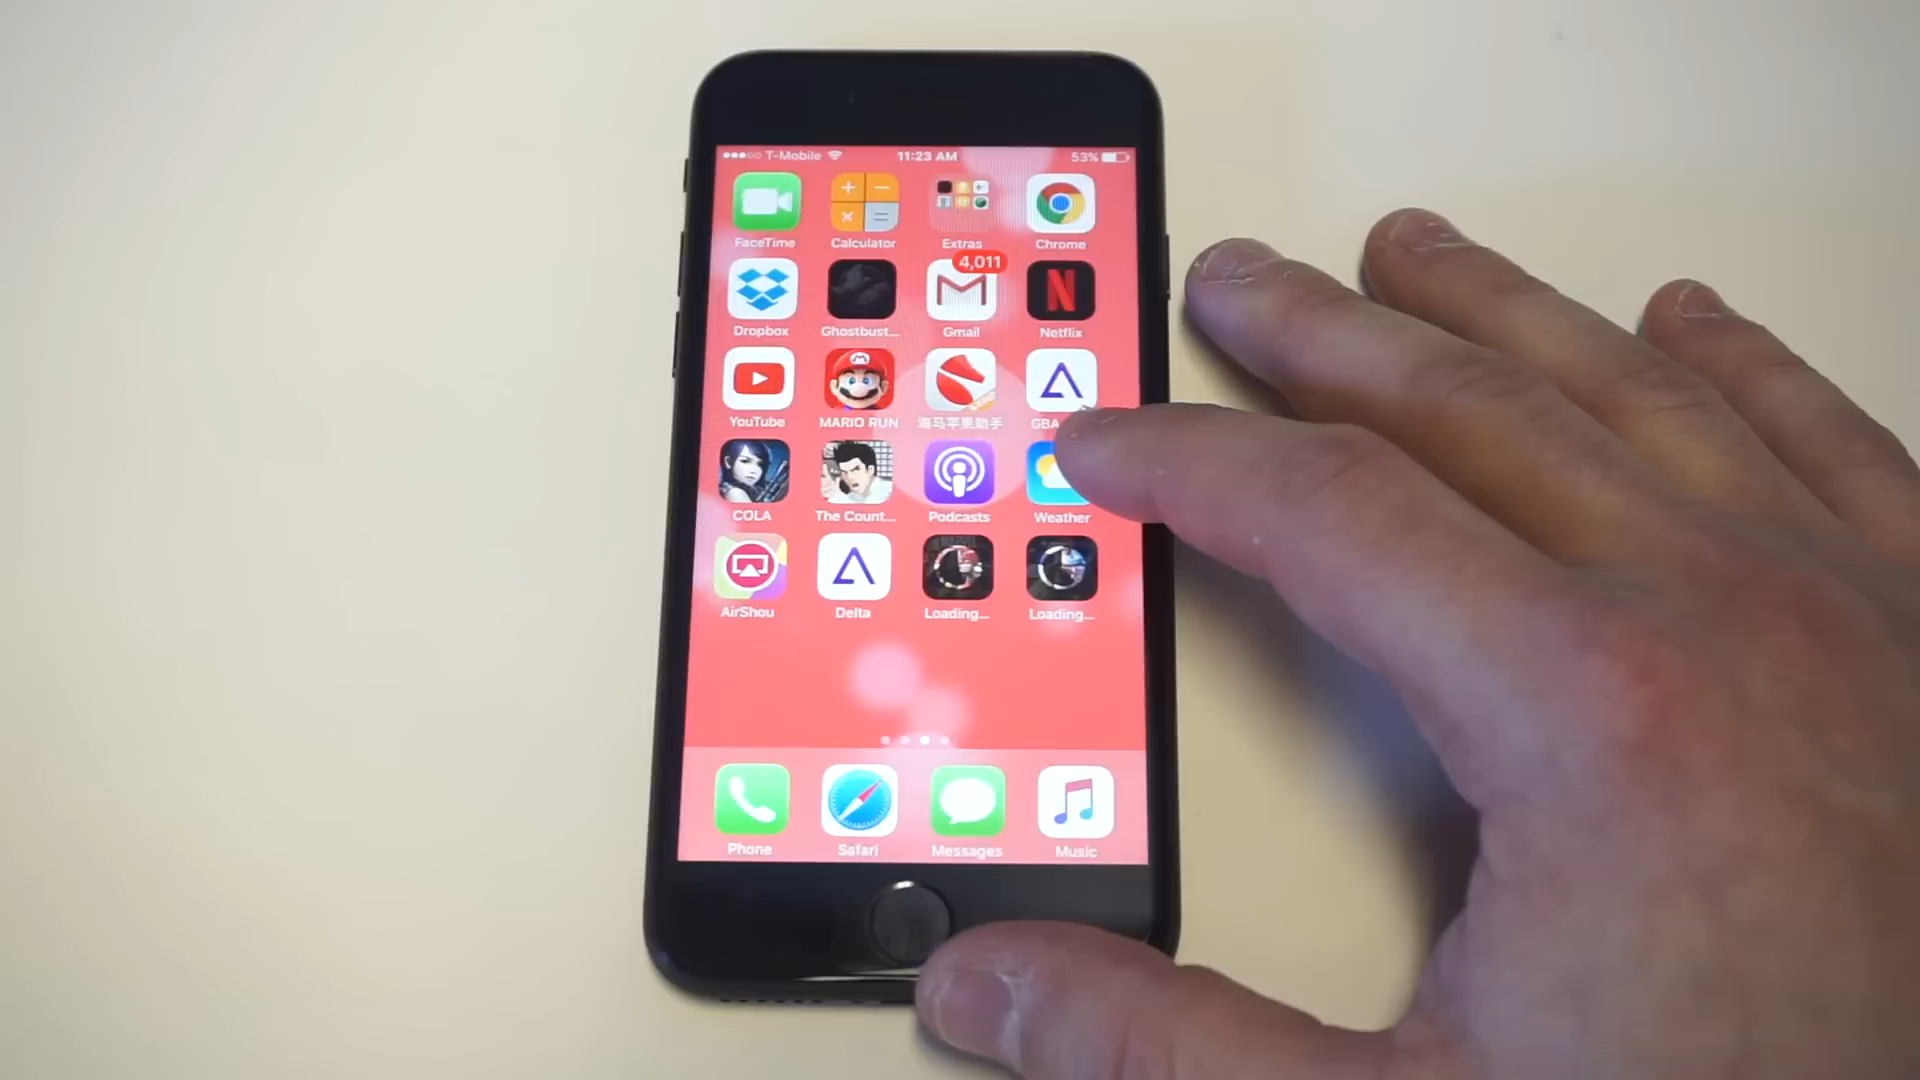 T-Mobile 11:23 AM 53%
FaceTime Calculator Extras Chrome
4,011
Dropbox Ghostbust... Gmail Netflix
YouTube MARIO RUN 海马苹果助手 GBA
COLA The Count... Podcasts Weather
AirShou Delta Loading... Loading...
Phone Safari Messages Music